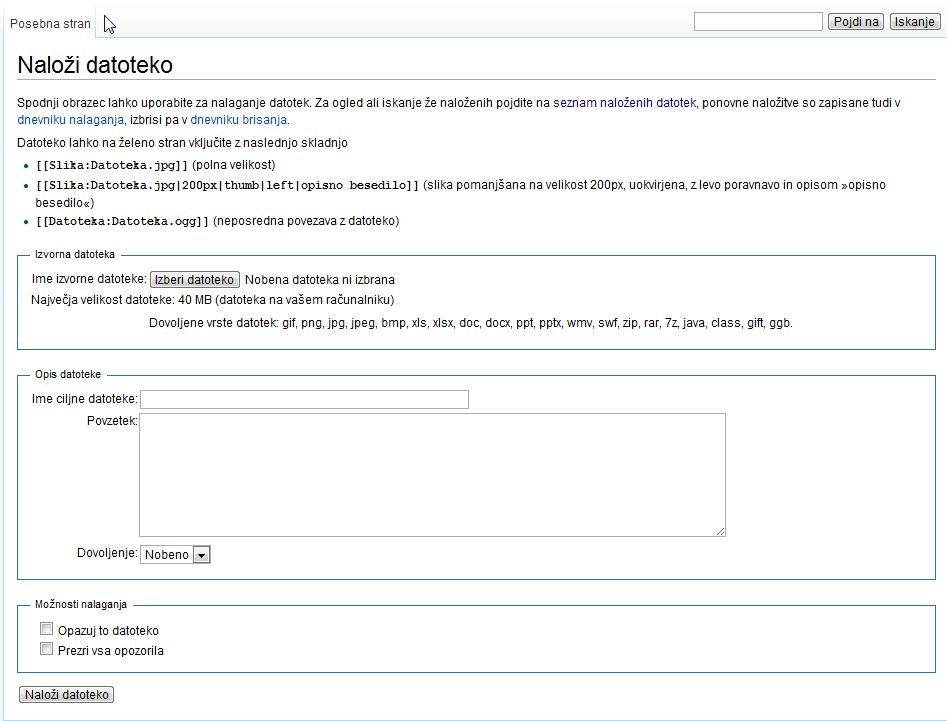 Posebna stran
Pojdi na
Iskanje
Naloži datoteko
Spodnji obrazec lahko uporabite za nalaganje datotek. Za ogled ali iskanje že naloženih pojdite na seznam naloženih datotek, ponovne naložitve so zapisane tudi v
dnevniku nalaganja, izbrisi pa v dnevniku brisanja.
Datoteko lahko na želeno stran vključite z naslednjo skladnjo
• [[Slika:Datoteka.jpg]] (polna velikost)
• [[Slika:Datoteka.jpg|200px|thumb|left|opisno besedilo]] (slika pomanjšana na velikost 200px, uokvirjena, z levo poravnavo in opisom »opisno
besedilo«)
• [[Datoteka:Datoteka.ogg]] (neposredna povezava z datoteko)
Izvorna datoteka
Ime izvorne datoteke: Izberi datoteko Nobena datoteka ni izbrana
Največja velikost datoteke: 40 MB (datoteka na vašem računalniku)
Dovoljene vrste datotek: gif, png, jpg, jpeg, bmp, xls, xlsx, doc, docx, ppt, pptx, wmv, swf, zip, rar, 7z, java, class, gift, ggb.
Opis datoteke
Ime ciljne datoteke:
Povzetek:
Dovoljenje: Nobeno
Možnosti nalaganja
Opazuj to datoteko
Prezri vsa opozorila
Naloži datoteko